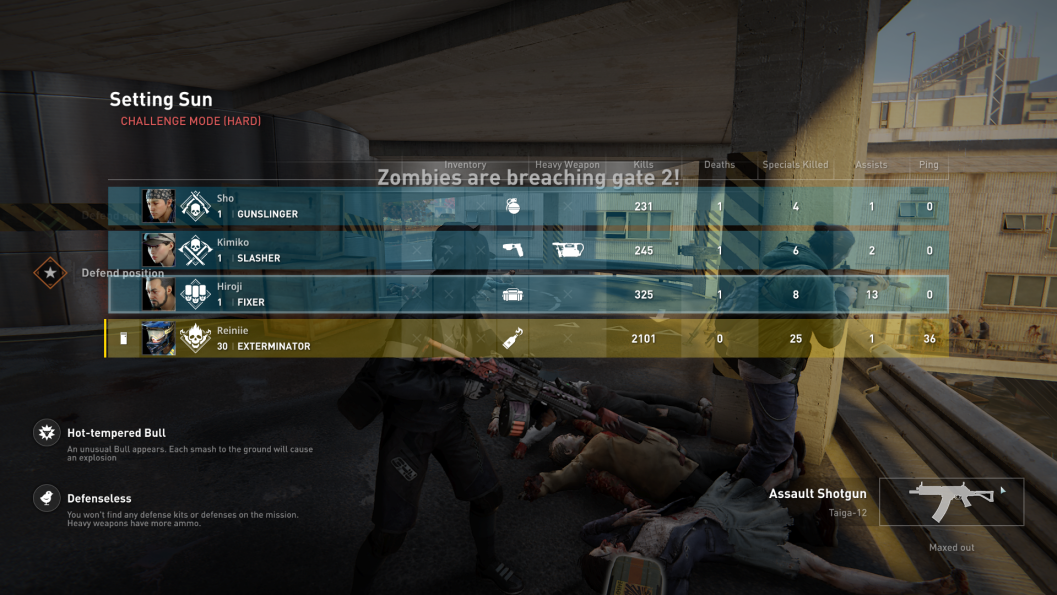 Setting Sun
CHALLENGE MODE (HARD)
Inventory Heavy Weapon Kills Deaths Specials Killed Assists Ping
Zombies are breaching gate 2!
Sho
1 | GUNSLINGER 231 1 4 1 0
Kimiko
1 | SLASHER 245 1 6 2 0
Defend position
Hiroji
1 | FIXER 325 1 8 13 0
Reiniie
30 | EXTERMINATOR 2101 0 25 1 36
Hot-tempered Bull
An unusual Bull appears. Each smash to the ground will cause
an explosion
Defenseless
You won't find any defense kits or defenses on the mission.
Heavy weapons have more ammo.
Assault Shotgun
Taiga-12
Maxed out